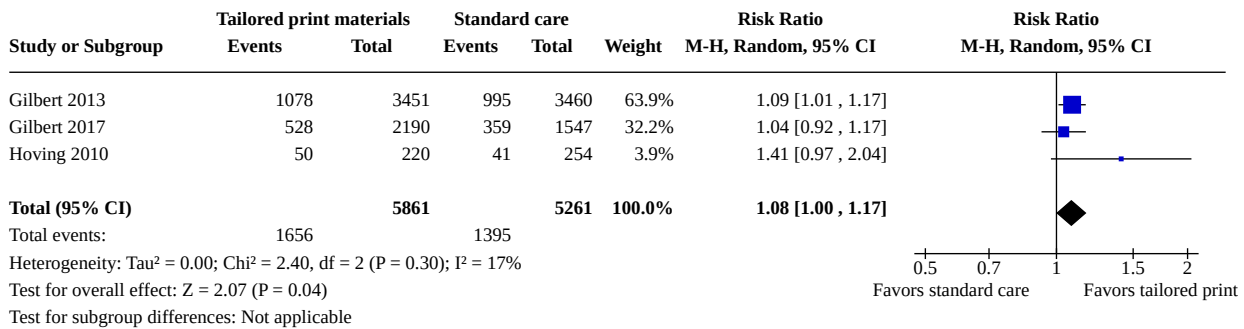 Tailored print materials Standard care Risk Ratio Risk Ratio
Study or Subgroup Events Total Events Total Weight M-H, Random, 95% CI M-H, Random, 95% CI
Gilbert 2013 1078 3451 995 3460 63.9% 1.09 [1.01 , 1.17]
Gilbert 2017 528 2190 359 1547 32.2% 1.04 [0.92 , 1.17]
Hoving 2010 50 220 41 254 3.9% 1.41 [0.97 , 2.04]
Total (95% CI) 5861 5261 100.0% 1.08 [1.00 , 1.17]
Total events: 1656 1395
Heterogeneity: Tau² = 0.00; Chi² = 2.40, df = 2 (P = 0.30); I² = 17%
0.5 0.7 1 1.5 2
Test for overall effect: Z = 2.07 (P = 0.04) Favors standard care Favors tailored print
Test for subgroup differences: Not applicable